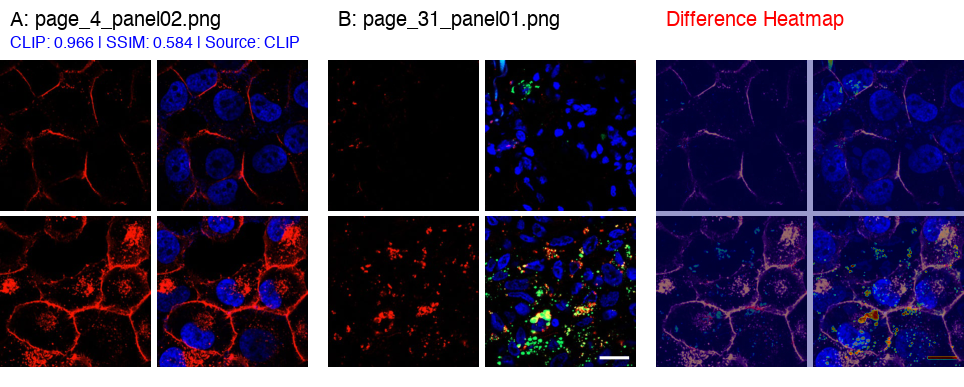 A: page_4_panel02.png
CLIP: 0.966 | SSIM: 0.584 | Source: CLIP
B: page_31_panel01.png
Difference Heatmap